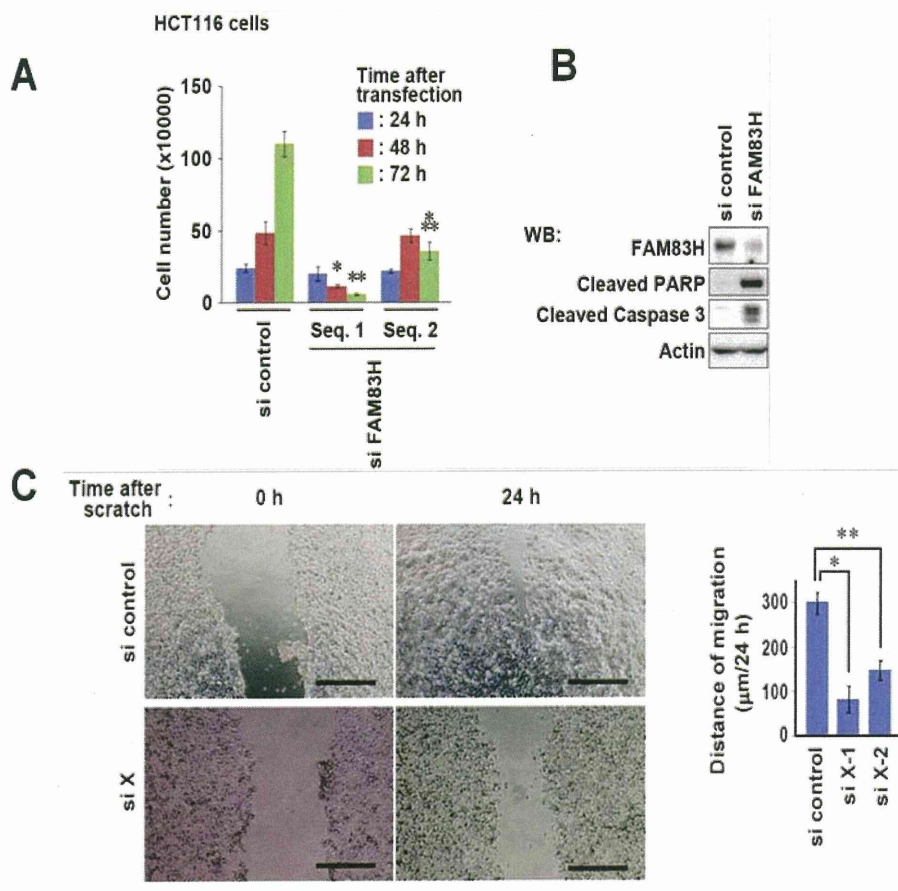 HCT116 cells
A
150
100
50
0
Cell number (x10000)
Time after
transfection
: 24 h
: 48 h
: 72 h
*
**
*
**
si control
Seq. 1
Seq. 2
si FAM83H
B
si control
si FAM83H
WB:
FAM83H
Cleaved PARP
Cleaved Caspase 3
Actin
C
Time after
scratch
:
0 h
24 h
si control
si X
Distance of migration
(μm/24 h)
300
200
100
0
**
*
si control
si X-1
si X-2